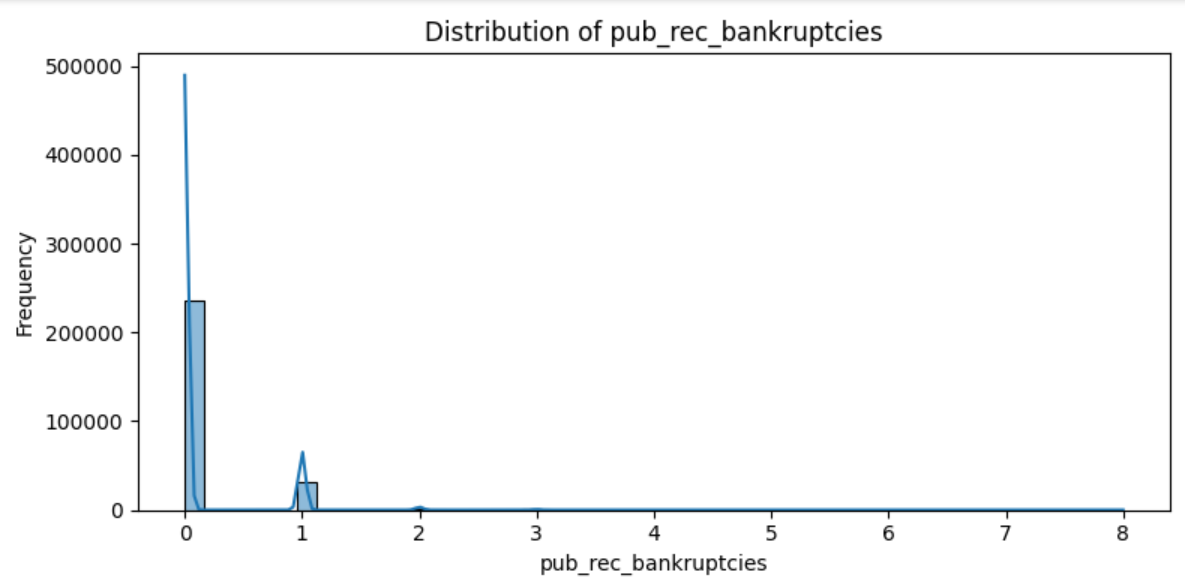 Distribution of pub_rec_bankruptcies
500000
400000
300000
200000
100000
0
Frequency
0 1 2 3 4 5 6 7 8
pub_rec_bankruptcies